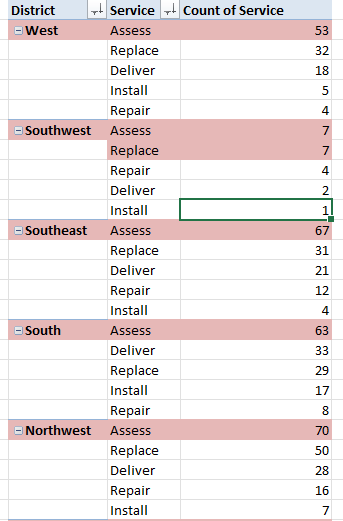 District Service Count of Service
West Assess 53
Replace 32
Deliver 18
Install 5
Repair 4
Southwest Assess 7
Replace 7
Repair 4
Deliver 2
Install 1
Southeast Assess 67
Replace 31
Deliver 21
Repair 12
Install 4
South Assess 63
Deliver 33
Replace 29
Install 17
Repair 8
Northwest Assess 70
Replace 50
Deliver 28
Repair 16
Install 7